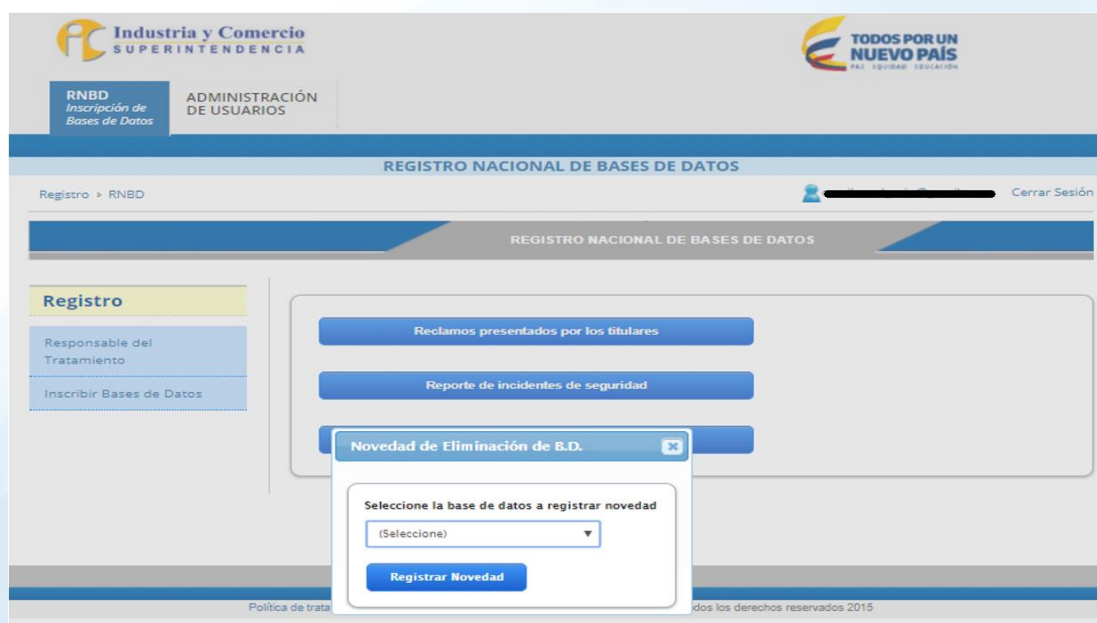 Industria y Comercio
SUPERINTENDENCIA
TODOS POR UN
NUEVO PAÍS
PAZ EQUIDAD EDUCACIÓN
RNBD
Inscripción de
Bases de Datos
ADMINISTRACIÓN
DE USUARIOS
REGISTRO NACIONAL DE BASES DE DATOS
Registro > RNBD
Cerrar Sesión
REGISTRO NACIONAL DE BASES DE DATOS
Registro
Responsable del
Tratamiento
Inscribir Bases de Datos
Reclamos presentados por los titulares
Reporte de incidentes de seguridad
Novedad de Eliminación de B.D.
Seleccione la base de datos a registrar novedad
(Seleccione)
Registrar Novedad
Política de trata
dos los derechos reservados 2015